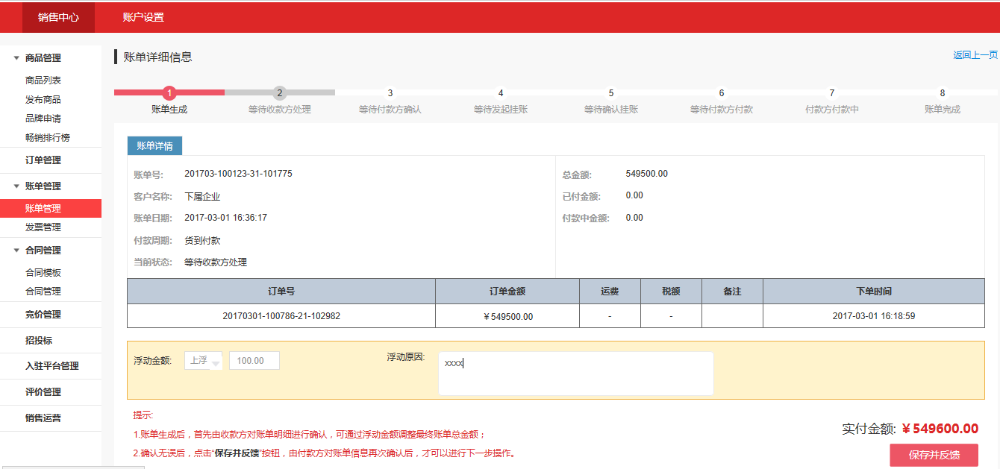 销售中心 账户设置
商品管理
商品列表
发布商品
品牌申请
畅销排行榜
订单管理
账单管理
账单管理
发票管理
合同管理
合同模板
合同管理
竞价管理
招投标
入驻平台管理
评价管理
销售运营
账单详细信息 返回上一页
1 2 3 4 5 6 7 8
账单生成 等待收款方处理 等待付款方确认 等待发起挂账 等待确认挂账 等待付款方付款 付款方付款中 账单完成
账单详情
账单号: 201703-100123-31-101775 总金额: 549500.00
客户名称: 下属企业 已付金额: 0.00
账单日期: 2017-03-01 16:36:17 付款中金额: 0.00
付款周期: 货到付款
当前状态: 等待收款方处理
订单号 订单金额 运费 税额 备注 下单时间
20170301-100786-21-102982 ¥549500.00 - - 2017-03-01 16:18:59
浮动金额: 上浮 100.00 浮动原因: xxxx
提示:
1.账单生成后，首先由收款方对账单明细进行确认，可通过浮动金额调整最终账单总金额；
2.确认无误后，点击“保存并反馈”按钮，由付款方对账单信息再次确认后，才可以进行下一步操作。
实付金额: ¥549600.00
保存并反馈